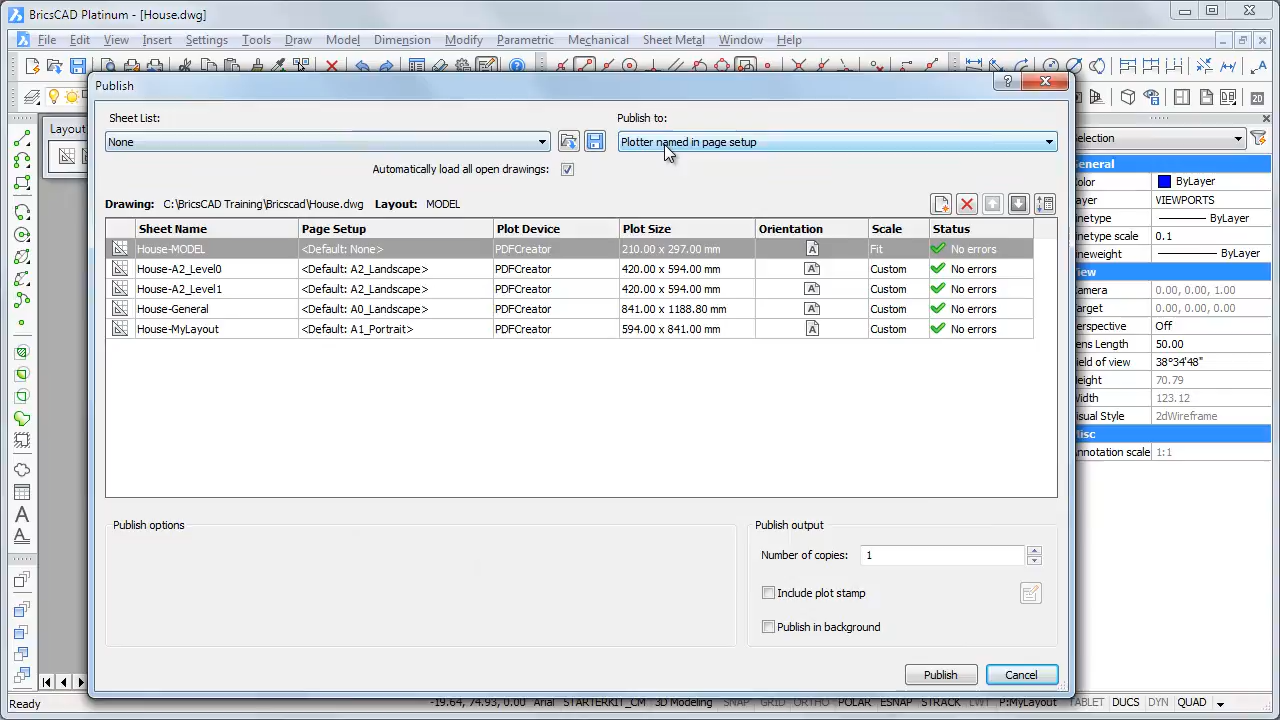 BricsCAD Platinum - [House.dwg]
File Edit View Insert Settings Tools Draw Model Dimension Modify Parametric Mechanical Sheet Metal Window Help
Publish
Sheet List: Publish to:
None Plotter named in page setup
Automatically load all open drawings:
Drawing: C:\BricsCAD Training\Bricscad\House.dwg Layout: MODEL
Sheet Name Page Setup Plot Device Plot Size Orientation Scale Status
House-MODEL <Default: None> PDFCreator 210.00 x 297.00 mm A Fit No errors
House-A2_Level0 <Default: A2_Landscape> PDFCreator 420.00 x 594.00 mm A Custom No errors
House-A2_Level1 <Default: A2_Landscape> PDFCreator 420.00 x 594.00 mm A Custom No errors
House-General <Default: A0_Landscape> PDFCreator 841.00 x 1188.80 mm A Custom No errors
House-MyLayout <Default: A1_Portrait> PDFCreator 594.00 x 841.00 mm A Custom No errors
Publish options
Publish output
Number of copies: 1
Include plot stamp
Publish in background
Publish Cancel
Layout
election
General
olor ByLayer
ayer VIEWPORTS
inetype ByLayer
inetype scale 0.1
ineweight ByLayer
View
amera 0.00, 0.00, 1.00
arget 0.00, 0.00, 0.00
erspective Off
ens Length 50.00
ield of view 38°34'48"
eight 70.79
Width 123.12
isual Style 2dWireframe
Misc
nnotation scale 1:1
Ready -19.64, 74.93, 0.00 Arial STARTERKIT_CM 3D Modeling SNAP GRID ORTHO POLAR ESNAP STRACK LWT P:MyLayout TABLET DUCS DYN QUAD